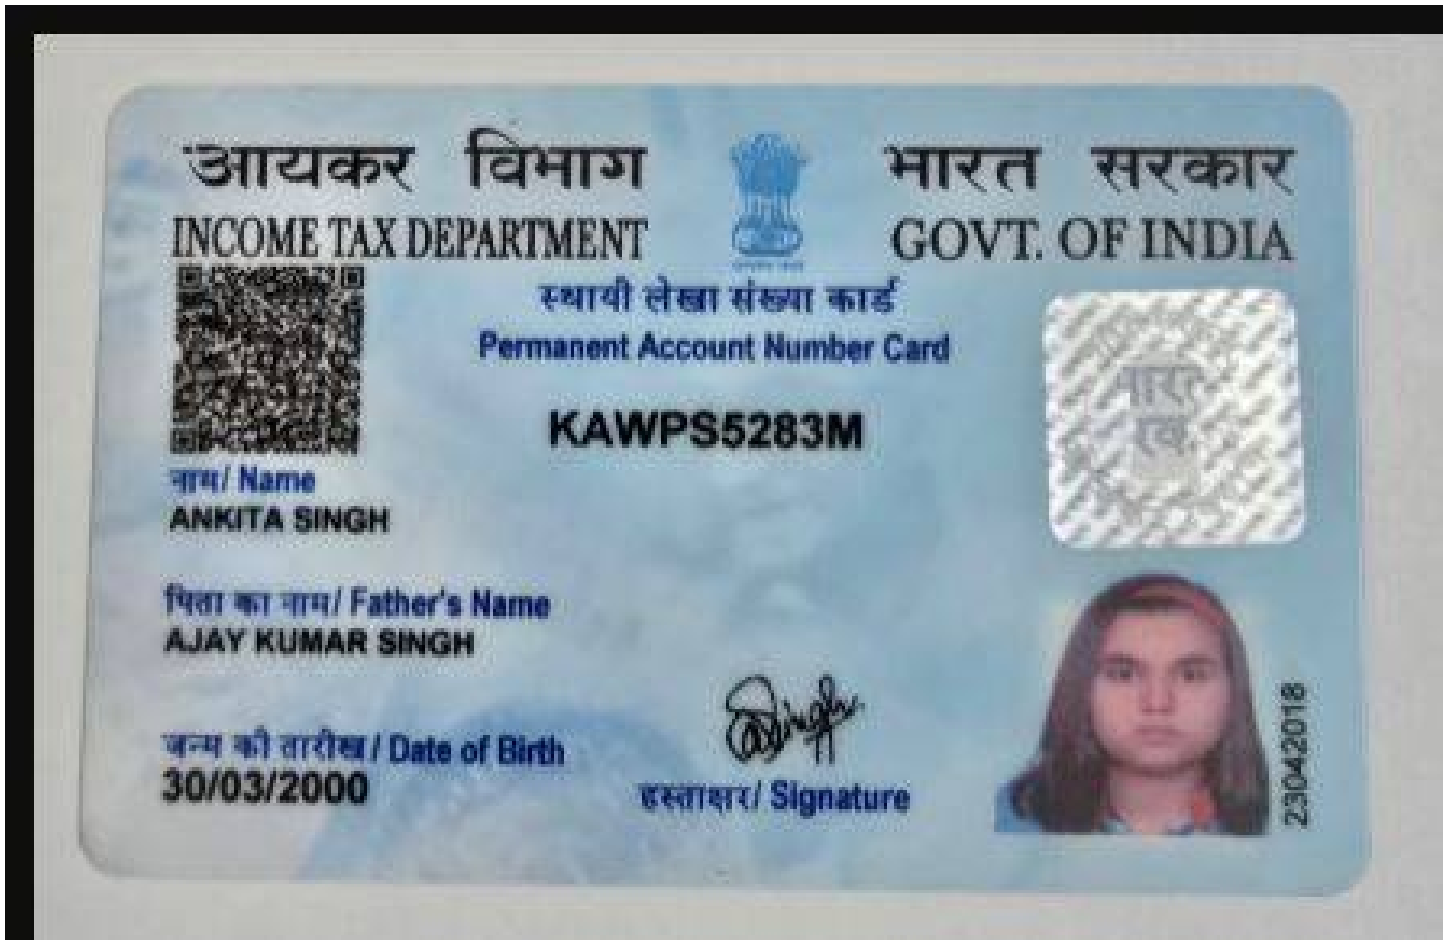 आयकर विभाग
INCOME TAX DEPARTMENT
भारत सरकार
GOVT. OF INDIA
स्थायी लेखा संख्या कार्ड
Permanent Account Number Card
KAWPS5283M
नाम/ Name
ANKITA SINGH
पिता का नाम/ Father's Name
AJAY KUMAR SINGH
जन्म की तारीख/ Date of Birth
30/03/2000
हस्ताक्षर/ Signature
23042018